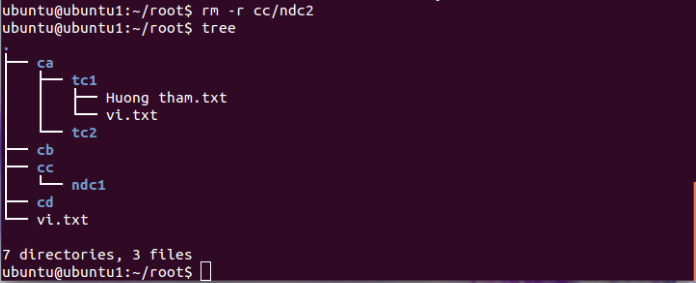 ubuntu@ubuntu1:~/root$ rm -r cc/ndc2
ubuntu@ubuntu1:~/root$ tree
.
├── ca
│   ├── tc1
│   │   ├── Huong tham.txt
│   │   └── vi.txt
│   └── tc2
├── cb
├── cc
│   └── ndc1
├── cd
└── vi.txt
7 directories, 3 files
ubuntu@ubuntu1:~/root$